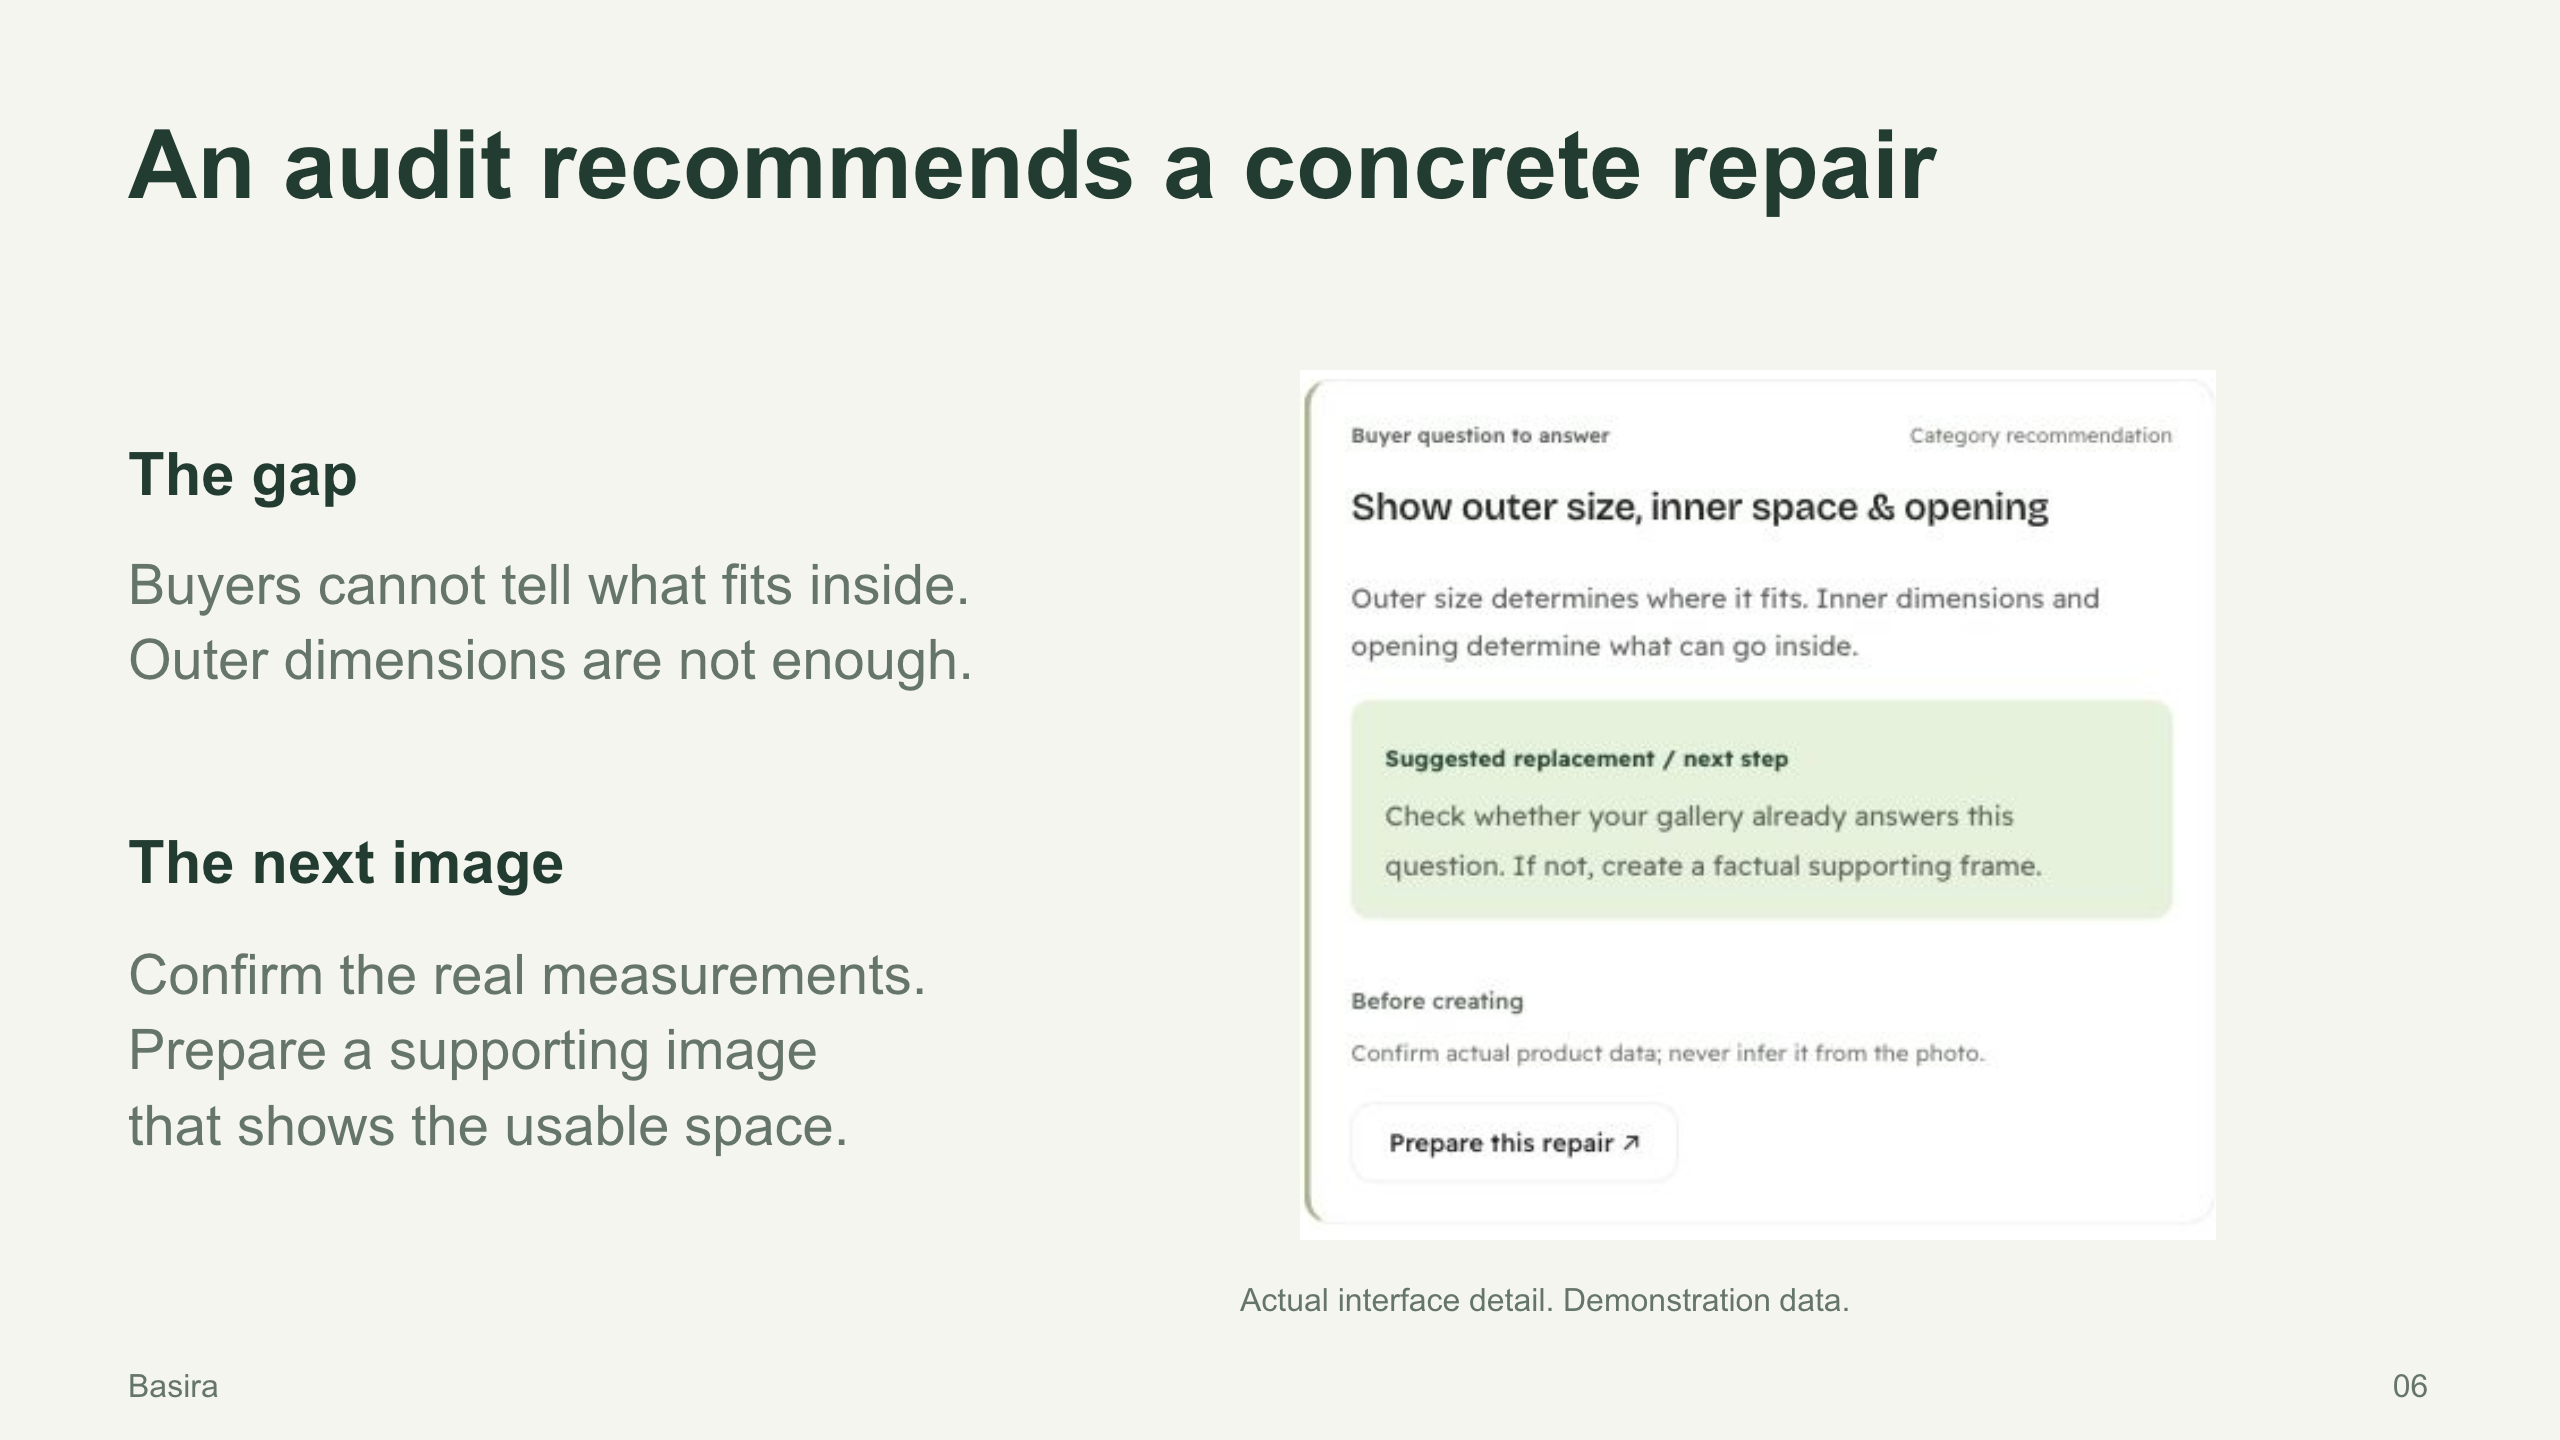 An audit recommends a concrete repair
The gap
Buyers cannot tell what fits inside.
Outer dimensions are not enough.
The next image
Confirm the real measurements.
Prepare a supporting image
that shows the usable space.
Buyer question to answer
Category recommendation
Show outer size, inner space & opening
Outer size determines where it fits. Inner dimensions and
opening determine what can go inside.
Suggested replacement / next step
Check whether your gallery already answers this
question. If not, create a factual supporting frame.
Before creating
Confirm actual product data; never infer it from the photo.
Prepare this repair ↗
Actual interface detail. Demonstration data.
Basira
06